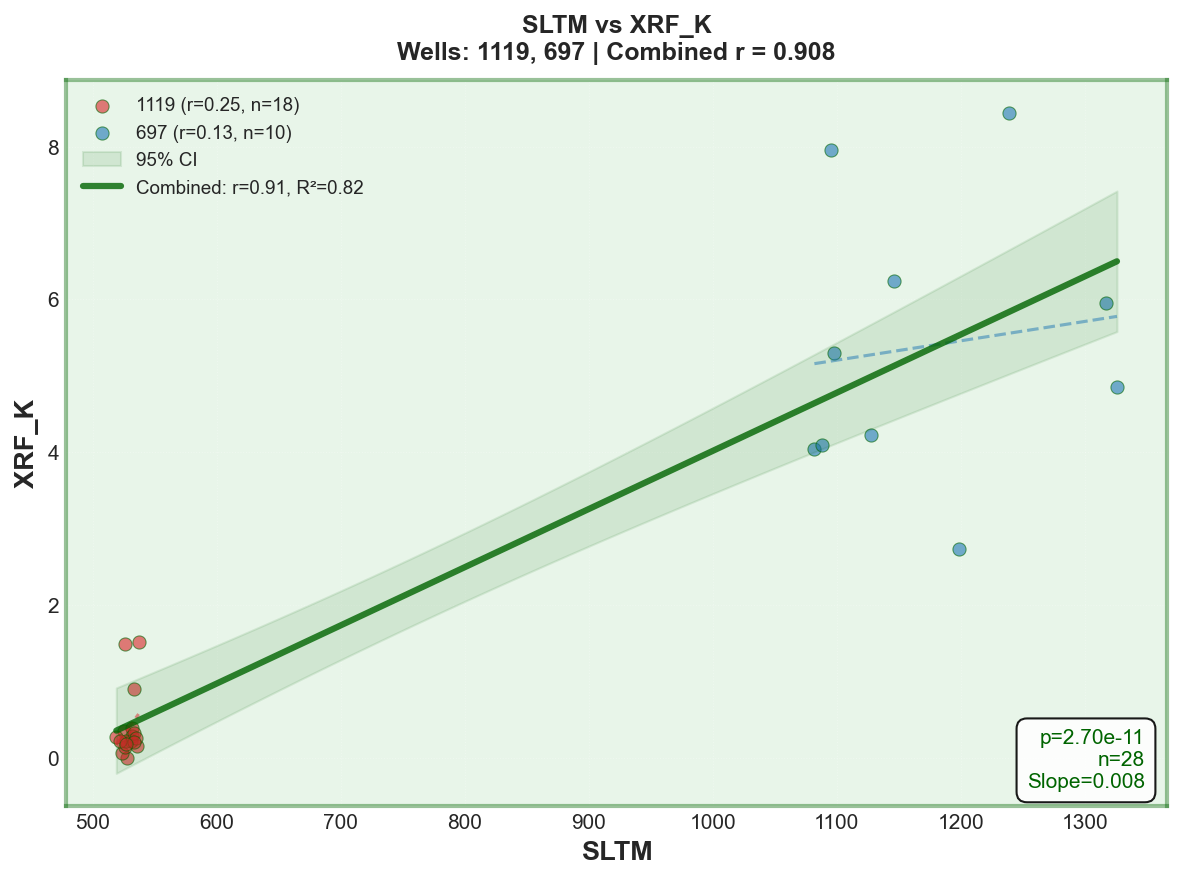 SLTM vs XRF_K
Wells: 1119, 697 | Combined r = 0.908
1119 (r=0.25, n=18)
697 (r=0.13, n=10)
95% CI
Combined: r=0.91, R²=0.82
XRF_K
8
6
4
2
0
p=2.70e-11
n=28
Slope=0.008
500 600 700 800 900 1000 1100 1200 1300
SLTM